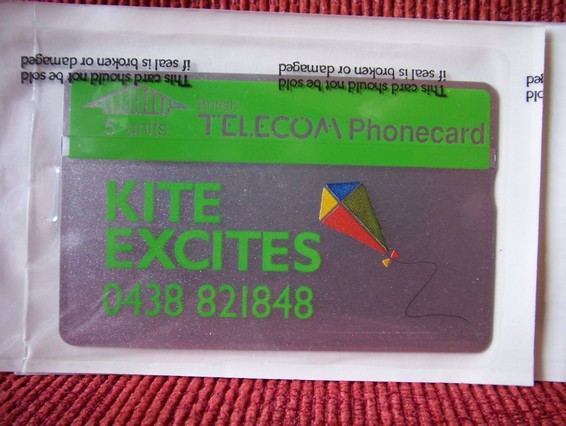 This card should not be sold
if seal is broken or damaged
This card should not be sold
if seal is broken or damaged
5 units
British
TELECOM Phonecard
KITE
EXCITES
0438 821848